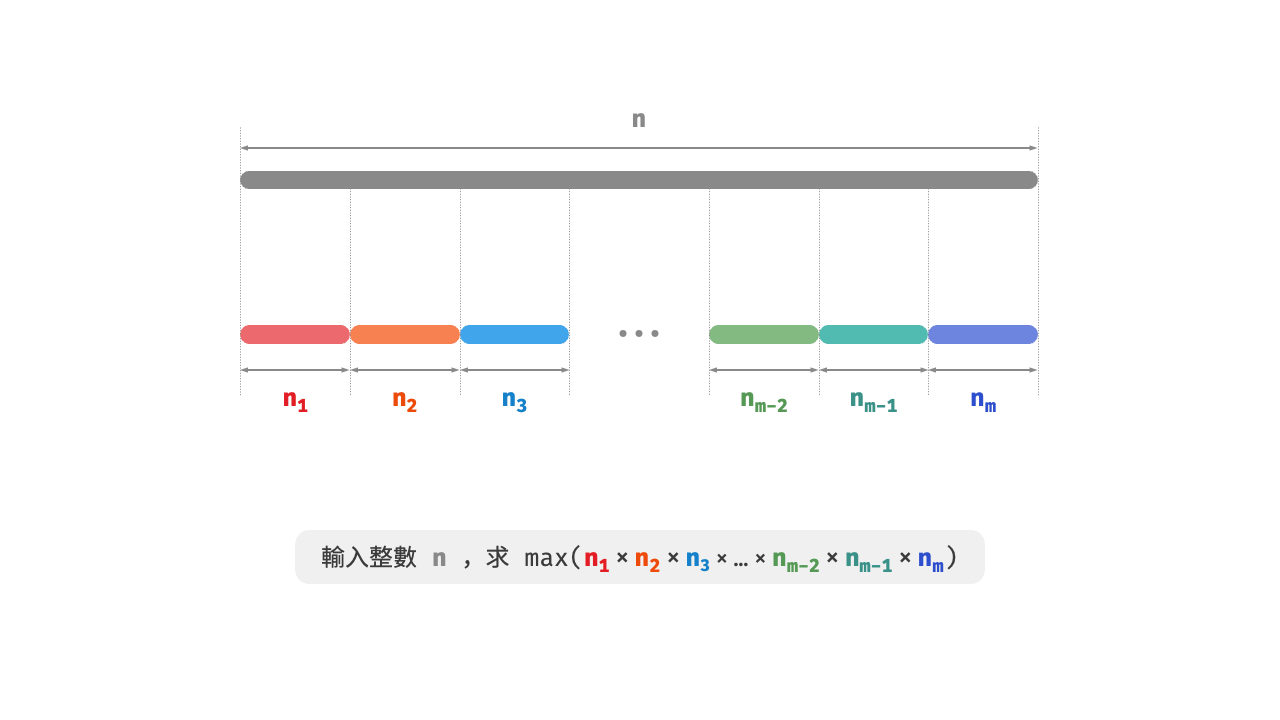 n
n₁ n₂ n₃ ••• nₘ₋₂ nₘ₋₁ nₘ
輸入整數 n , 求 max(n₁ × n₂ × n₃ × … × nₘ₋₂ × nₘ₋₁ × nₘ)